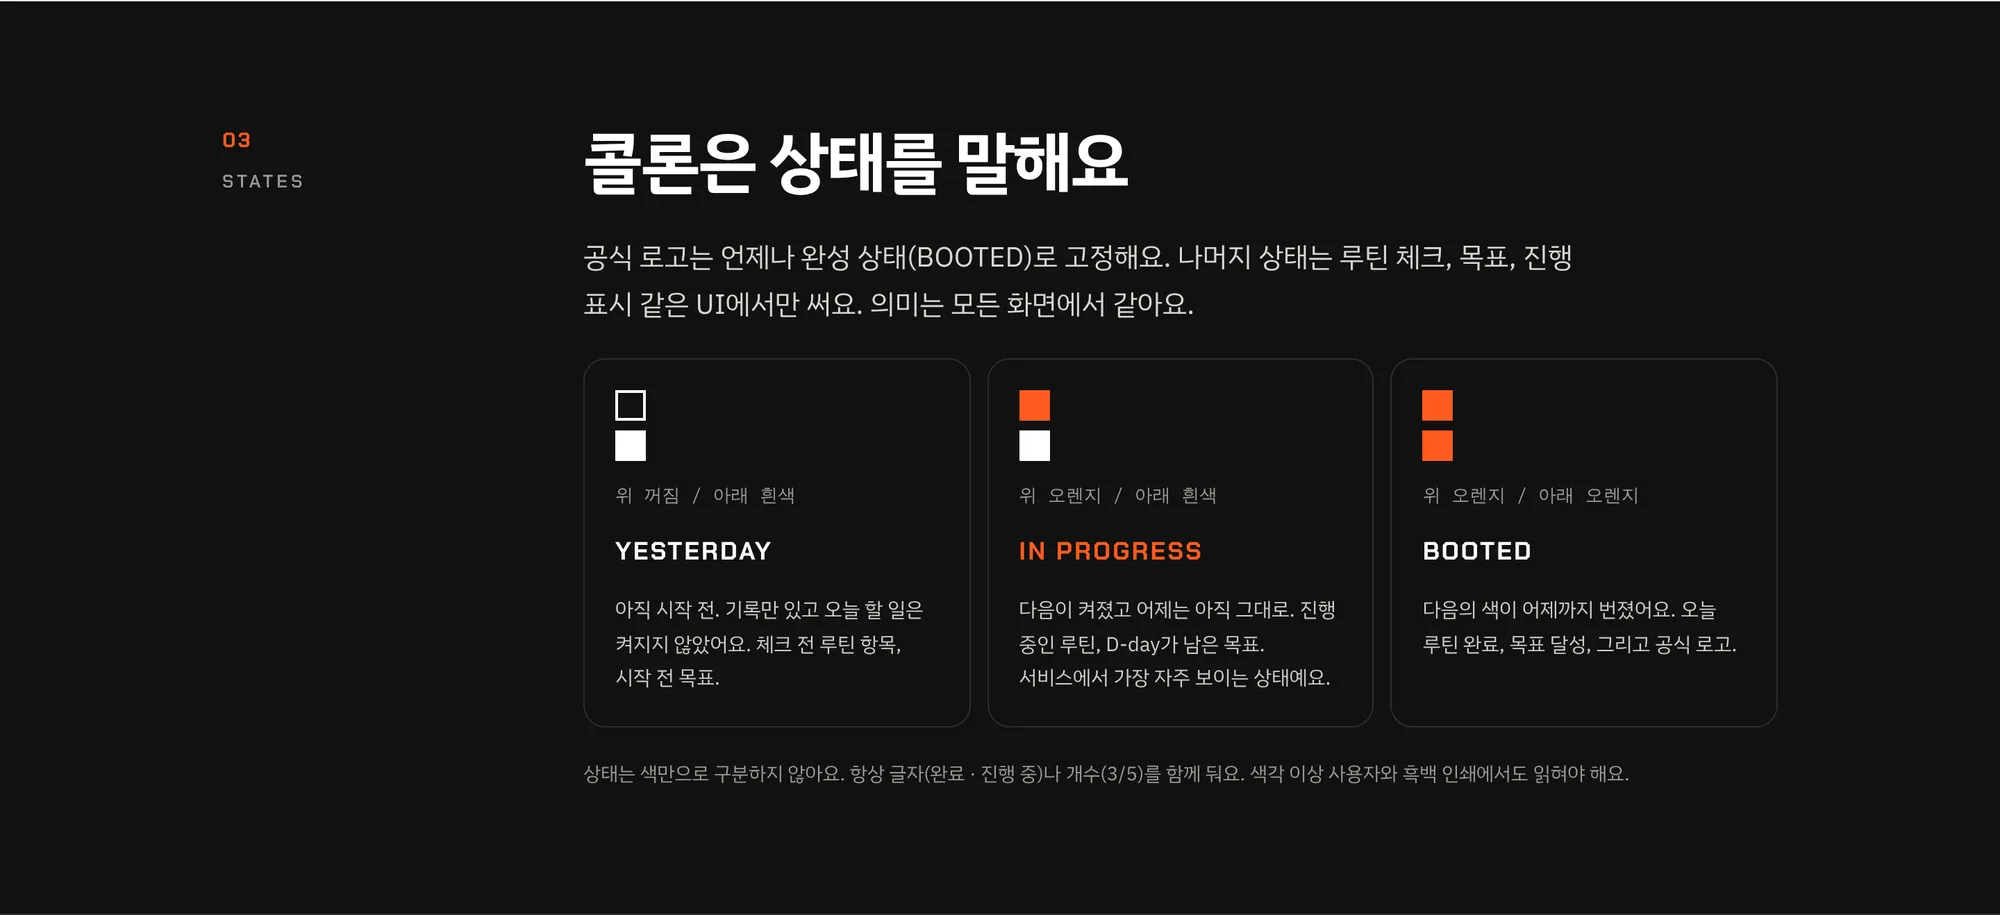 03
STATES
콜론은 상태를 말해요
공식 로고는 언제나 완성 상태(BOOTED)로 고정해요. 나머지 상태는 루틴 체크, 목표, 진행
표시 같은 UI에서만 써요. 의미는 모든 화면에서 같아요.
위 꺼짐 / 아래 흰색
YESTERDAY
아직 시작 전. 기록만 있고 오늘 할 일은
켜지지 않았어요. 체크 전 루틴 항목,
시작 전 목표.
위 오렌지 / 아래 흰색
IN PROGRESS
다음이 켜졌고 어제는 아직 그대로. 진행
중인 루틴, D-day가 남은 목표.
서비스에서 가장 자주 보이는 상태예요.
위 오렌지 / 아래 오렌지
BOOTED
다음의 색이 어제까지 번졌어요. 오늘
루틴 완료, 목표 달성, 그리고 공식 로고.
상태는 색만으로 구분하지 않아요. 항상 글자(완료 · 진행 중)나 개수(3/5)를 함께 둬요. 색각 이상 사용자와 흑백 인쇄에서도 읽혀야 해요.